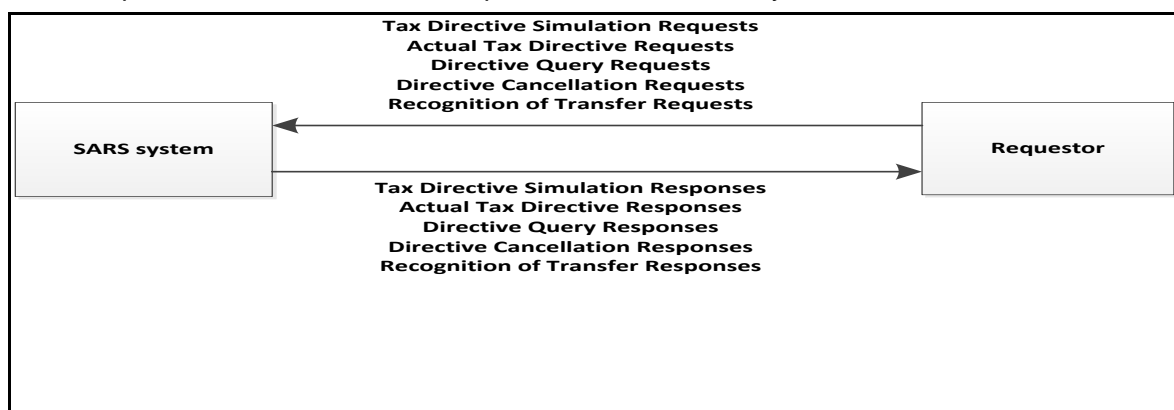 Tax Directive Simulation Requests
Actual Tax Directive Requests
Directive Query Requests
Directive Cancellation Requests
Recognition of Transfer Requests
SARS system
Requestor
Tax Directive Simulation Responses
Actual Tax Directive Responses
Directive Query Responses
Directive Cancellation Responses
Recognition of Transfer Responses